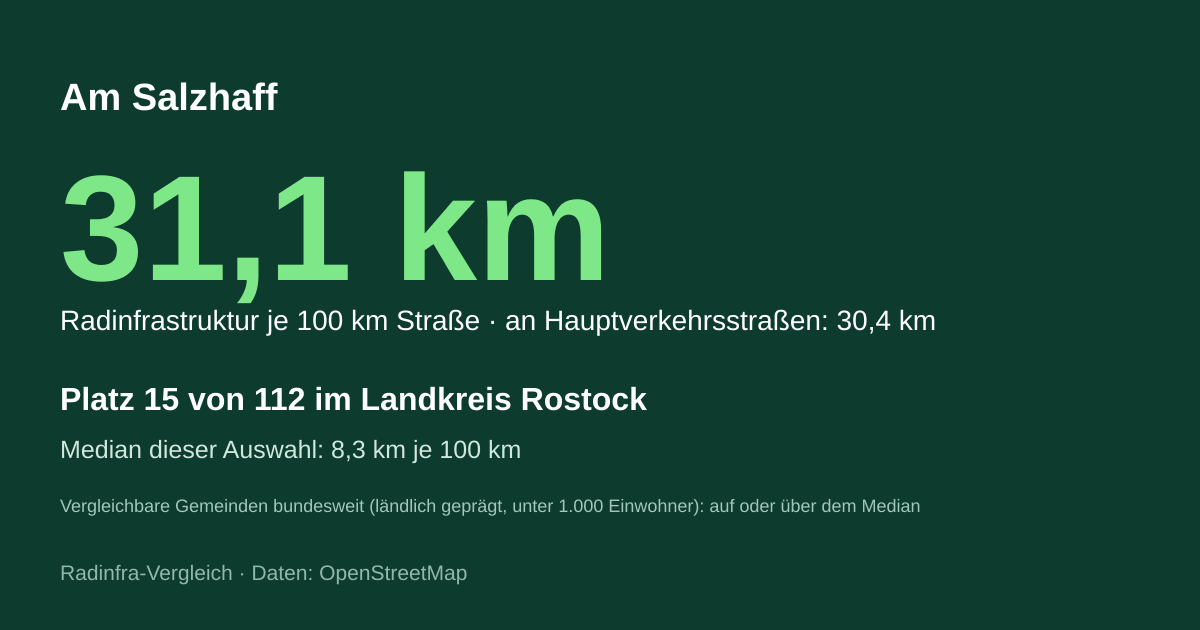 Am Salzhaff
31,1 km
Radinfrastruktur je 100 km Straße · an Hauptverkehrsstraßen: 30,4 km
Platz 15 von 112 im Landkreis Rostock
Median dieser Auswahl: 8,3 km je 100 km
Vergleichbare Gemeinden bundesweit (ländlich geprägt, unter 1.000 Einwohner): auf oder über dem Median
Radinfra-Vergleich · Daten: OpenStreetMap